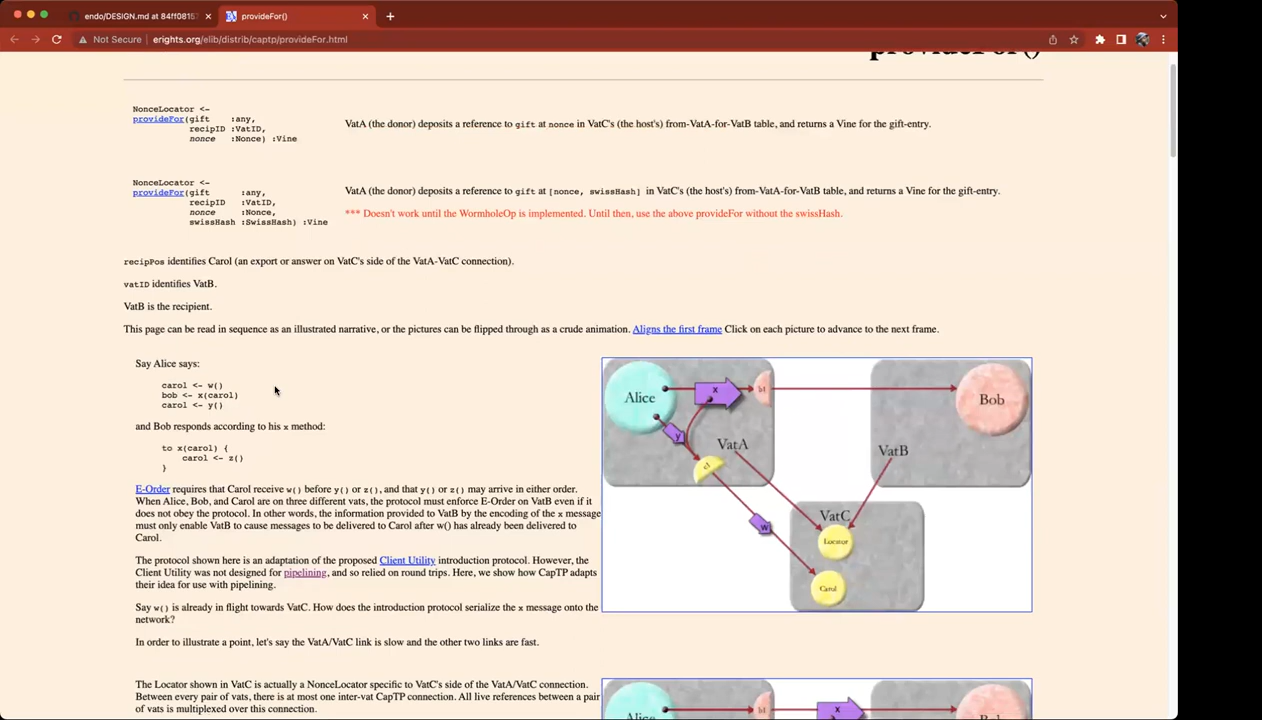 endo/DESIGN.md at 84ff0815
provideFor()
Not Secure
erights.org/elib/distrib/captp/provideFor.html
provideFor()
NonceLocator <-
provideFor(gift :any,
recipID :VatID,
nonce :Nonce) :Vine
VatA (the donor) deposits a reference to gift at nonce in VatC's (the host's) from-VatA-for-VatB table, and returns a Vine for the gift-entry.
NonceLocator <-
provideFor(gift :any,
recipID :VatID,
nonce :Nonce,
swissHash :SwissHash) :Vine
VatA (the donor) deposits a reference to gift at [nonce, swissHash] in VatC's (the host's) from-VatA-for-VatB table, and returns a Vine for the gift-entry.
*** Doesn't work until the WormholeOp is implemented. Until then, use the above provideFor without the swissHash.
recipPos identifies Carol (an export or answer on VatC's side of the VatA-VatC connection).
vatID identifies VatB.
VatB is the recipient.
This page can be read in sequence as an illustrated narrative, or the pictures can be flipped through as a crude animation. Aligns the first frame Click on each picture to advance to the next frame.
Say Alice says:
carol <- w()
bob <- x(carol)
carol <- y()
and Bob responds according to his x method:
to x(carol) {
carol <- z()
}
E-Order requires that Carol receive w() before y() or z(), and that y() or z() may arrive in either order.
When Alice, Bob, and Carol are on three different vats, the protocol must enforce E-Order on VatB even if it
does not obey the protocol. In other words, the information provided to VatB by the encoding of the x message
must only enable VatB to cause messages to be delivered to Carol after w() has already been delivered to
Carol.
The protocol shown here is an adaptation of the proposed Client Utility introduction protocol. However, the
Client Utility was not designed for pipelining, and so relied on round trips. Here, we show how CapTP adapts
their idea for use with pipelining.
Say w() is already in flight towards VatC. How does the introduction protocol serialize the x message onto the
network?
In order to illustrate a point, let's say the VatA/VatC link is slow and the other two links are fast.
Alice
x
b1
Bob
y
VatA
c1
VatB
w
VatC
Locator
Carol
The Locator shown in VatC is actually a NonceLocator specific to VatC's side of the VatA/VatC connection.
Between every pair of vats, there is at most one inter-vat CapTP connection. All live references between a pair
of vats is multiplexed over this connection.
Alice
x
b1
Bob